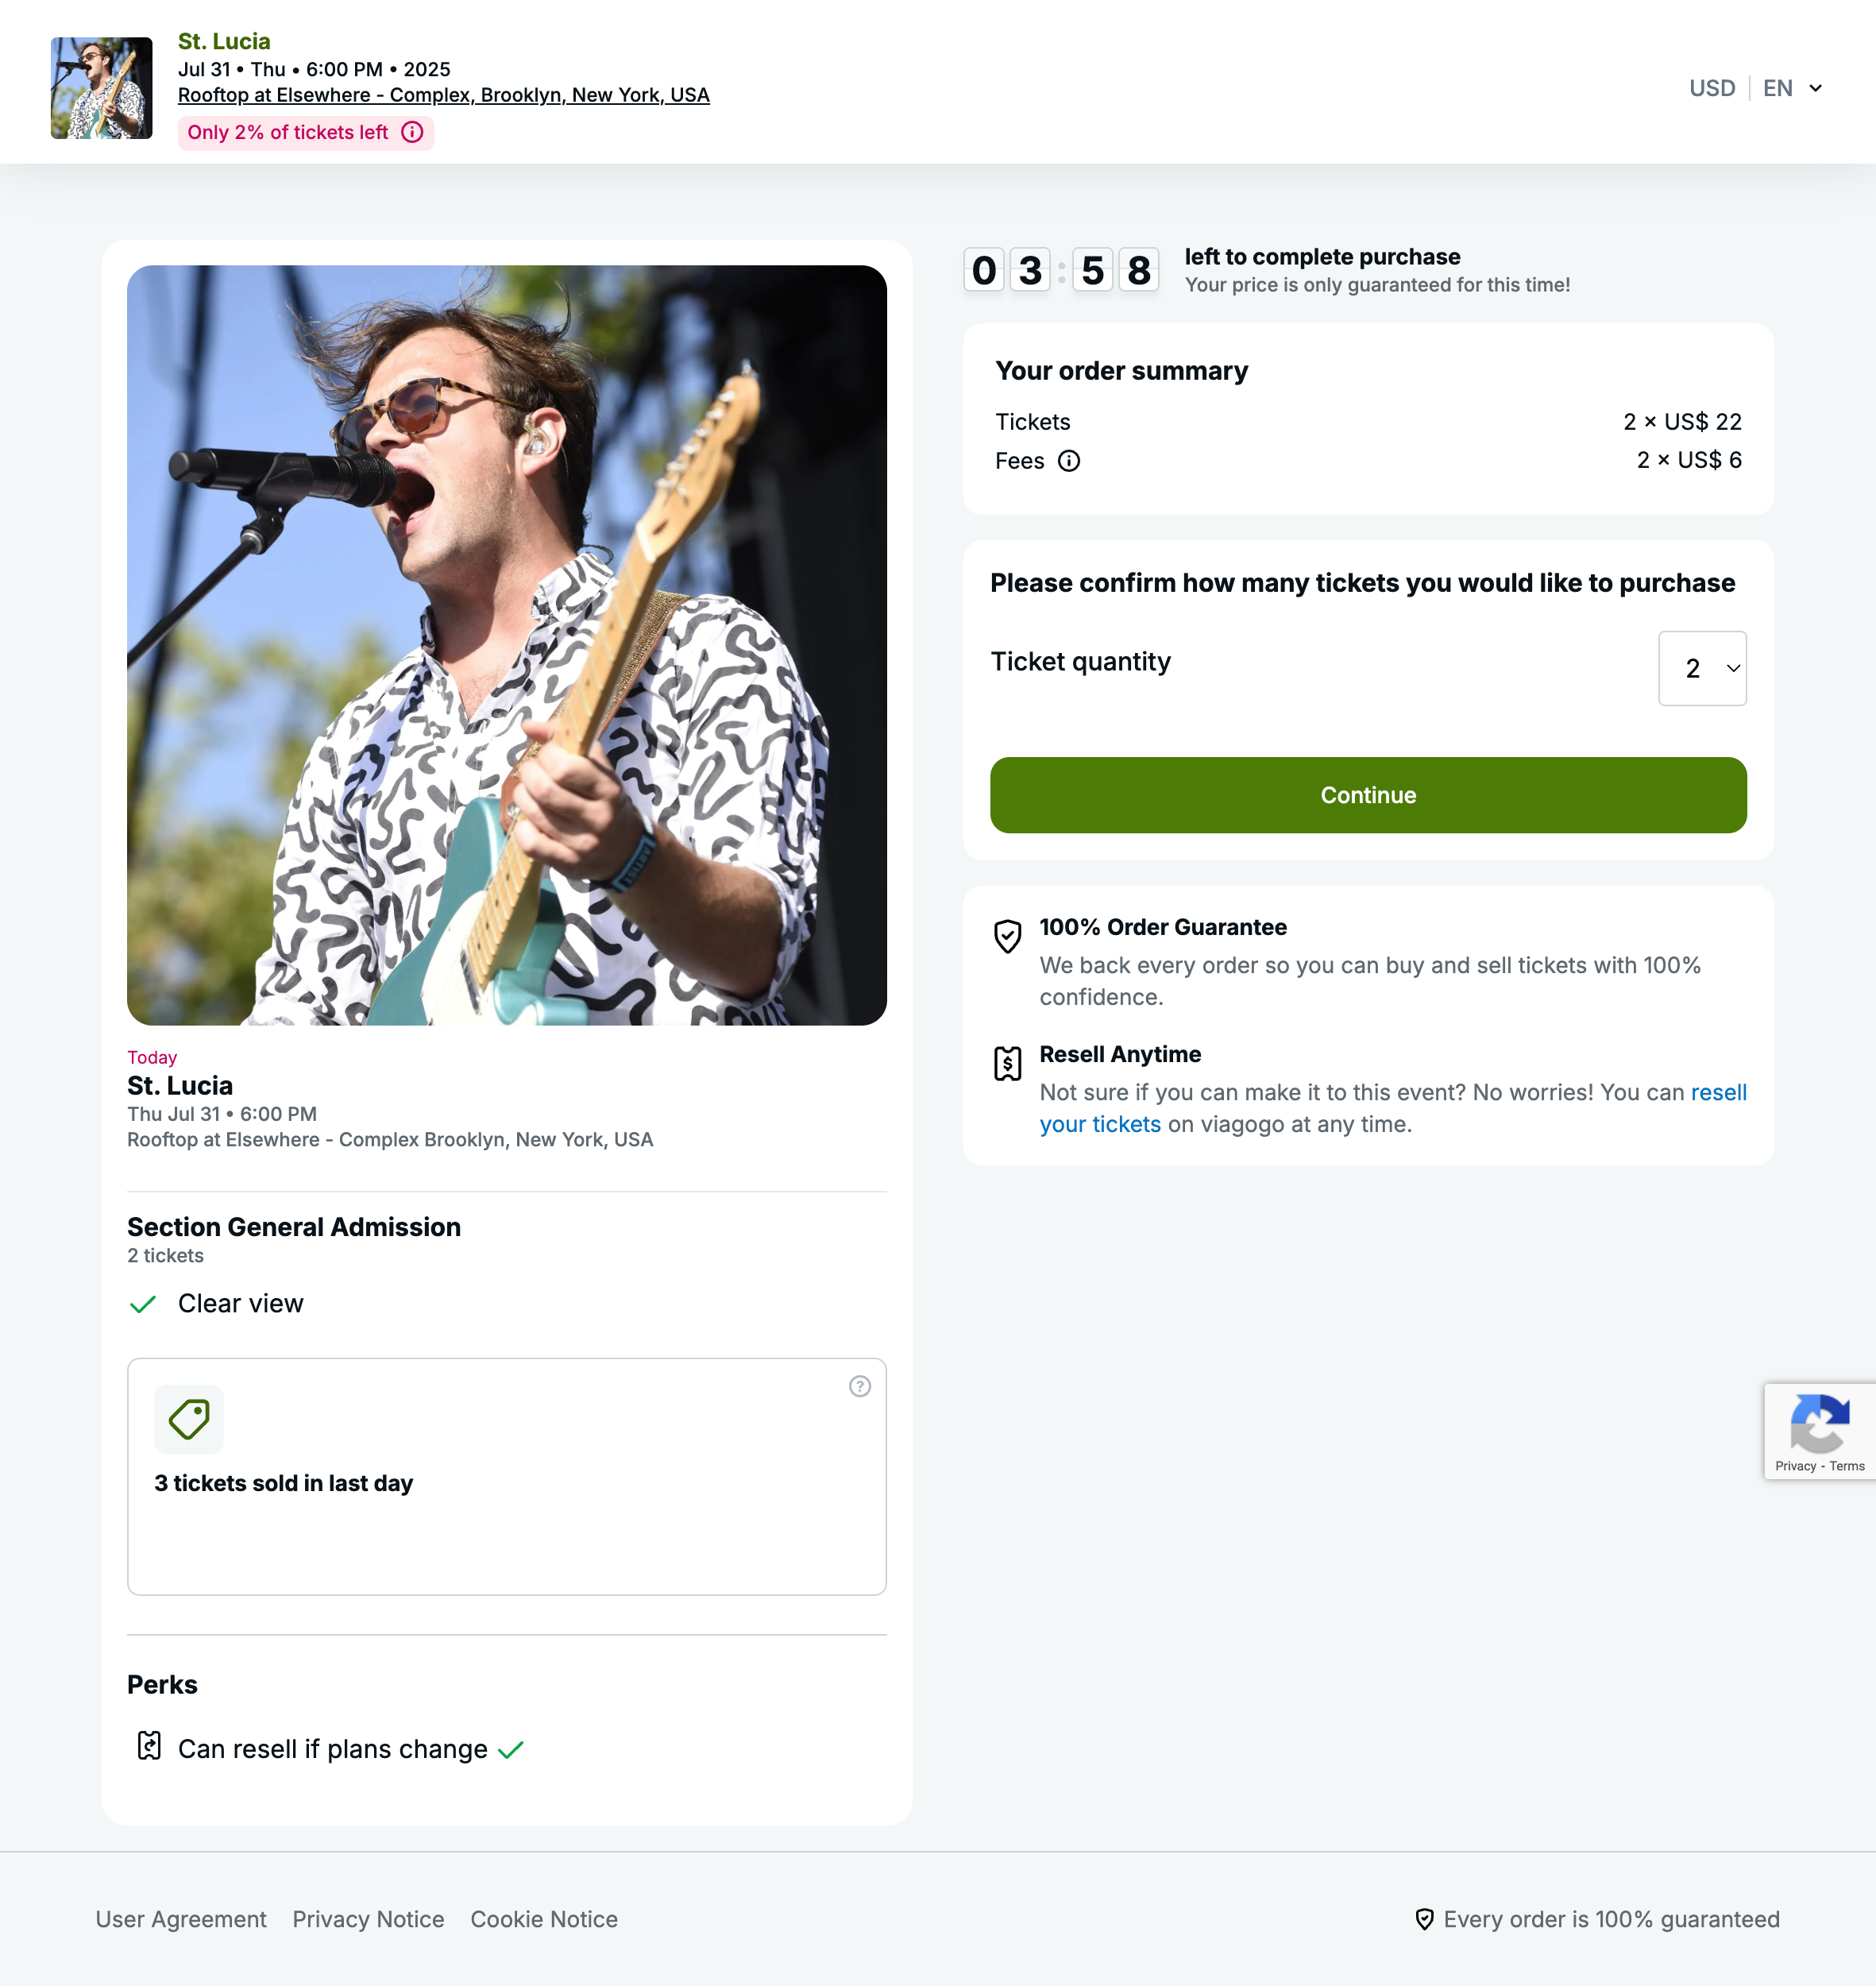 St. Lucia
Jul 31 • Thu • 6:00 PM • 2025
Rooftop at Elsewhere - Complex, Brooklyn, New York, USA
Only 2% of tickets left
USD
EN
03:58
left to complete purchase
Your price is only guaranteed for this time!
Your order summary
Tickets 2 × US$ 22
Fees 2 × US$ 6
Please confirm how many tickets you would like to purchase
Ticket quantity 2
Continue
100% Order Guarantee
We back every order so you can buy and sell tickets with 100%
confidence.
Resell Anytime
Not sure if you can make it to this event? No worries! You can resell
your tickets on viagogo at any time.
ARTIST
Today
St. Lucia
Thu Jul 31 • 6:00 PM
Rooftop at Elsewhere - Complex Brooklyn, New York, USA
Section General Admission
2 tickets
Clear view
3 tickets sold in last day
Perks
Can resell if plans change
Privacy - Terms
User Agreement
Privacy Notice
Cookie Notice
Every order is 100% guaranteed